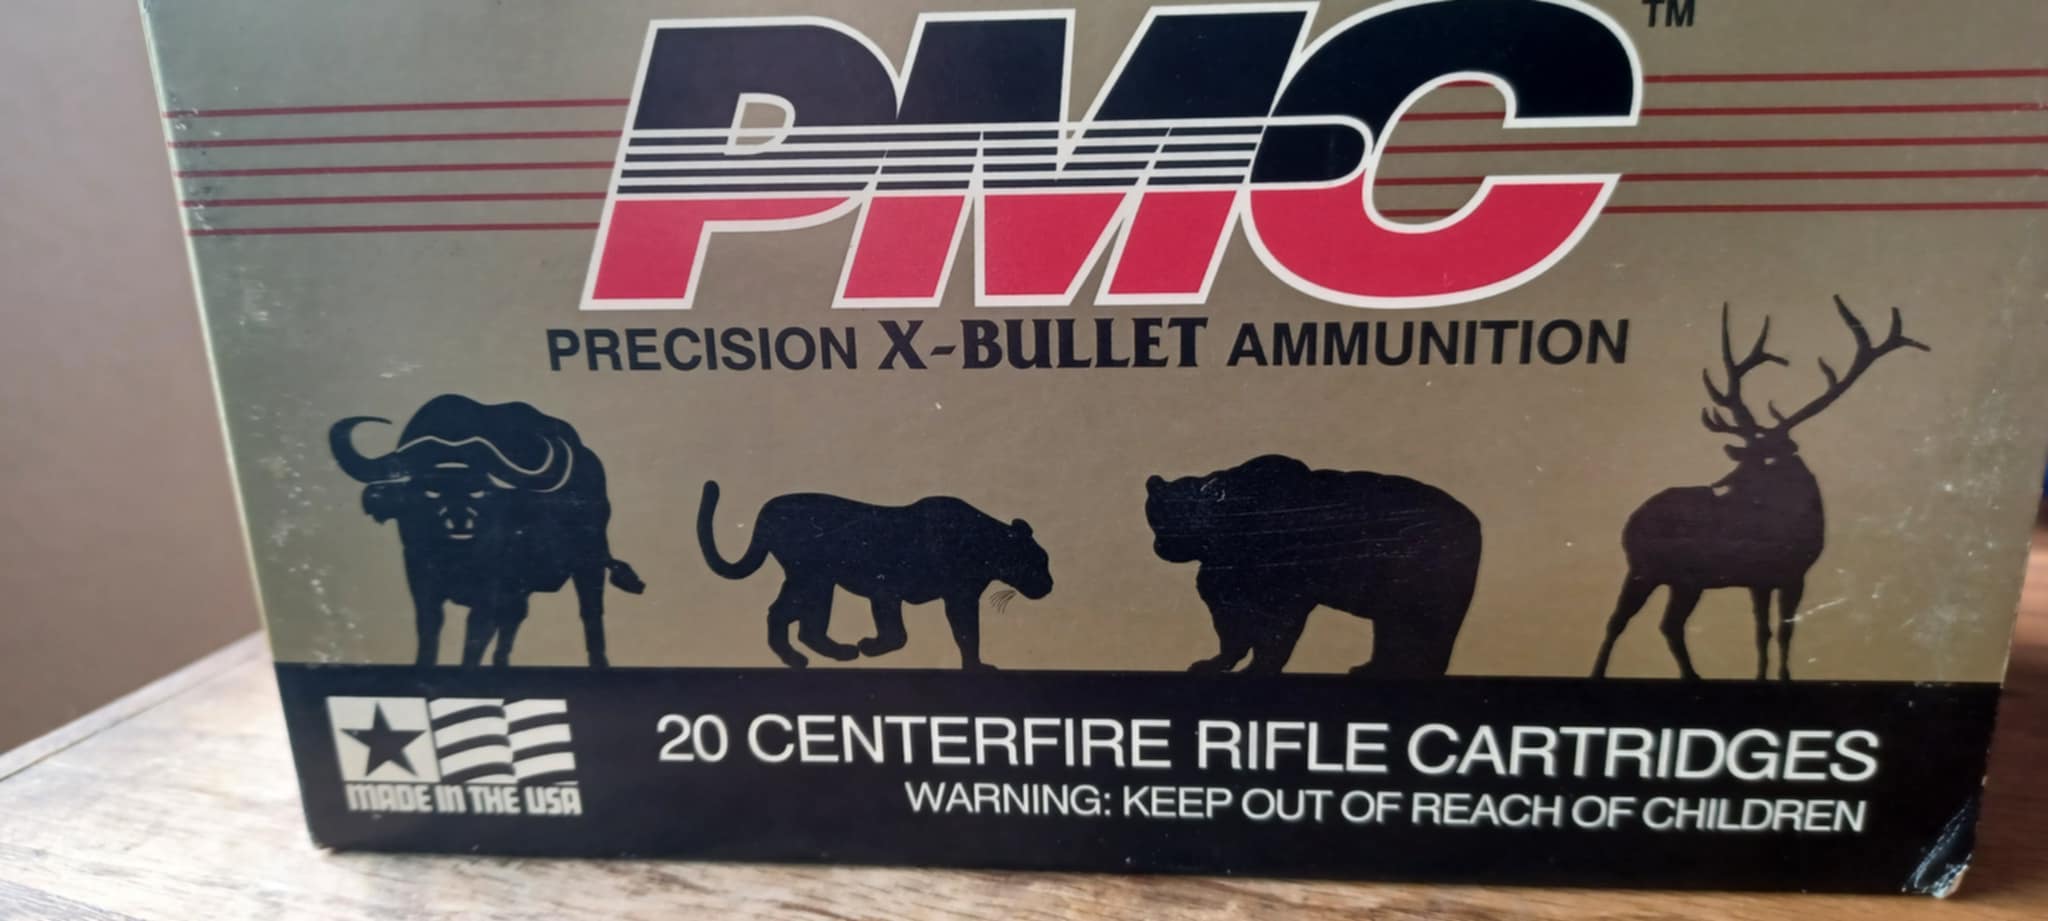 PMC™
PRECISION X-BULLET AMMUNITION
20 CENTERFIRE RIFLE CARTRIDGES
WARNING: KEEP OUT OF REACH OF CHILDREN
MADE IN THE USA